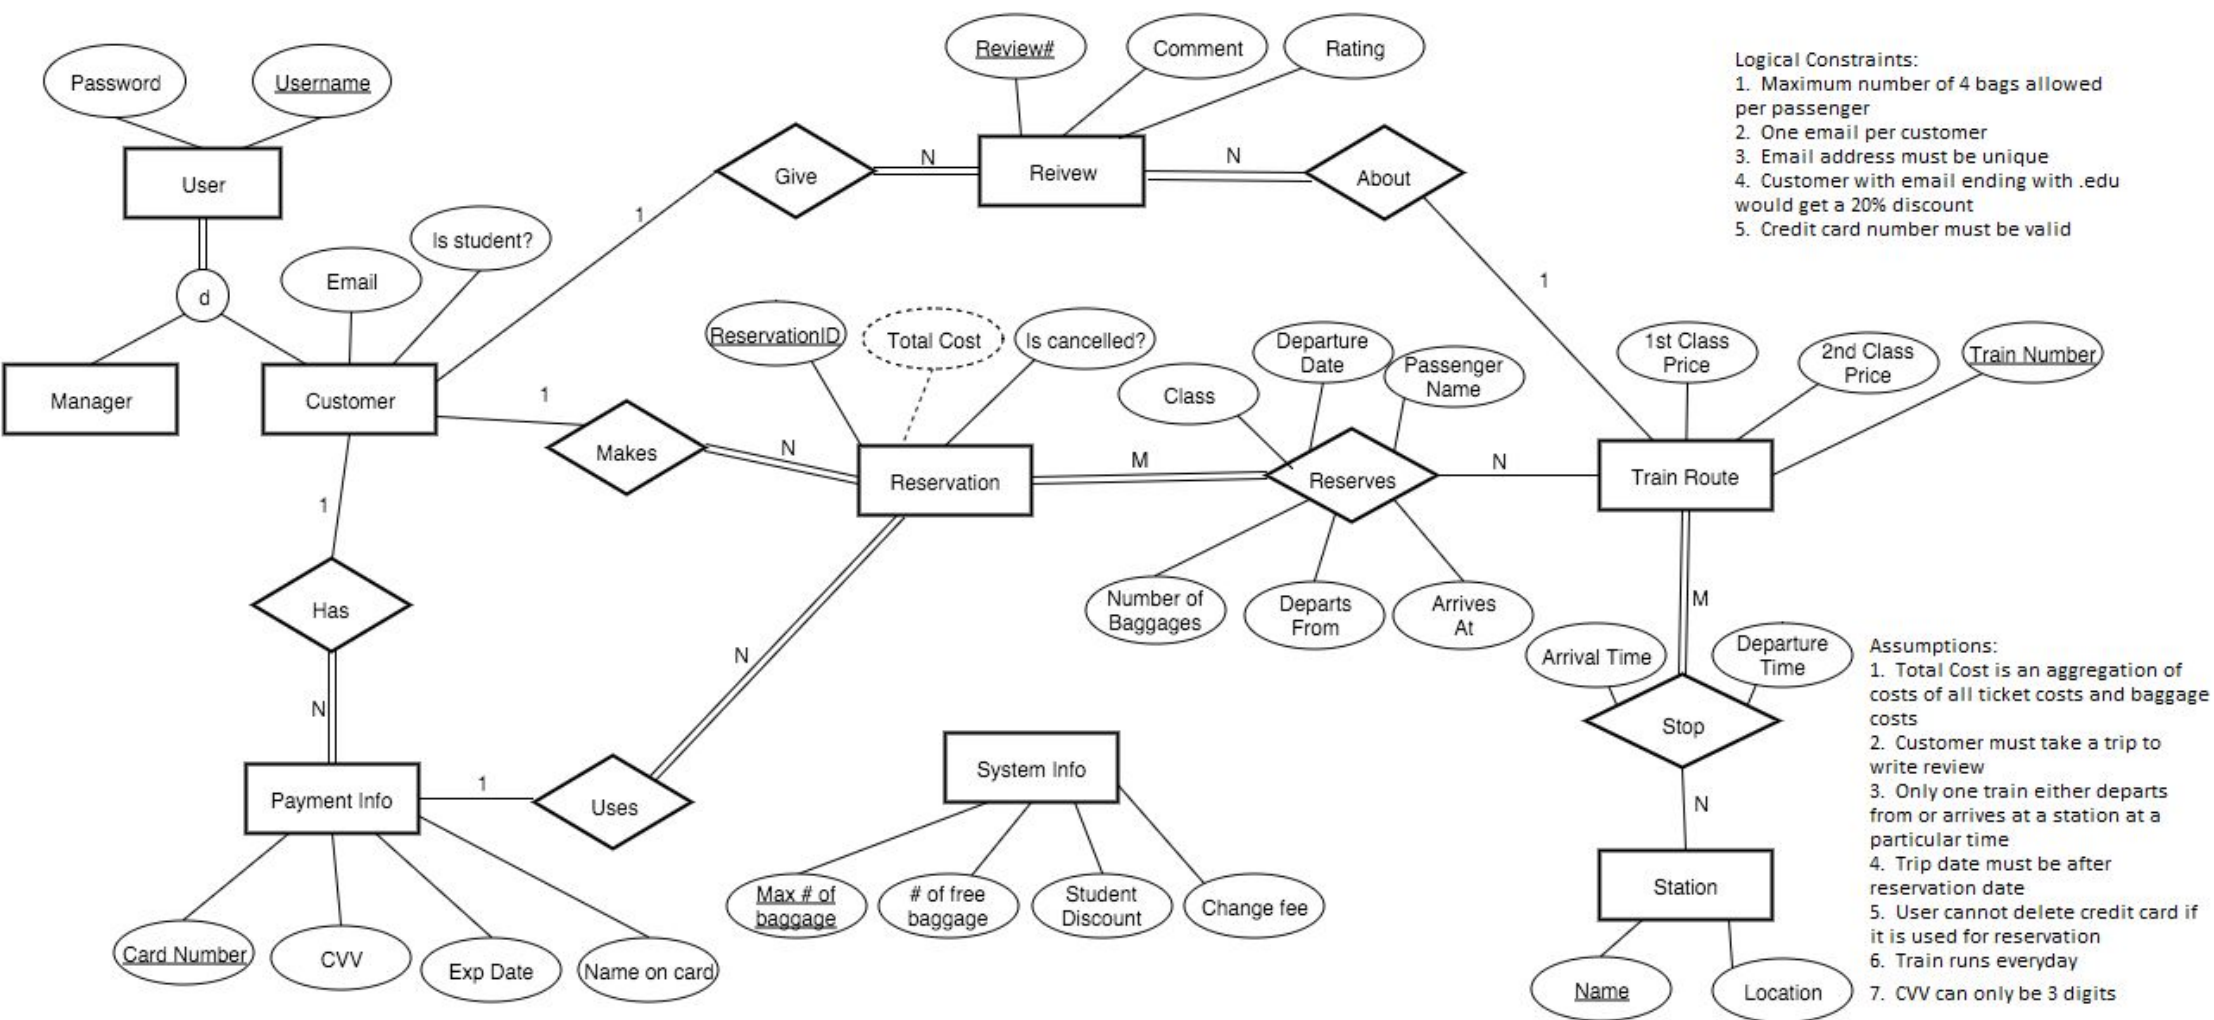 Review#
Comment
Rating
Logical Constraints:
1. Maximum number of 4 bags allowed
per passenger
2. One email per customer
3. Email address must be unique
4. Customer with email ending with .edu
would get a 20% discount
5. Credit card number must be valid
Password
Username
User
Give
N
Reivew
N
About
1
Is student?
Email
d
1
ReservationID
Total Cost
Is cancelled?
Departure
Date
Passenger
Name
Class
1st Class
Price
2nd Class
Price
Train Number
Manager
Customer
1
Makes
N
Reservation
M
Reserves
N
Train Route
1
Has
N
Number of
Baggages
Departs
From
Arrives
At
M
N
Arrival Time
Departure
Time
Stop
N
Assumptions:
1. Total Cost is an aggregation of
costs of all ticket costs and baggage
costs
2. Customer must take a trip to
write review
3. Only one train either departs
from or arrives at a station at a
particular time
4. Trip date must be after
reservation date
5. User cannot delete credit card if
it is used for reservation
6. Train runs everyday
7. CVV can only be 3 digits
Payment Info
1
Uses
System Info
Station
Max # of
baggage
# of free
baggage
Student
Discount
Change fee
Card Number
CVV
Exp Date
Name on card
Name
Location